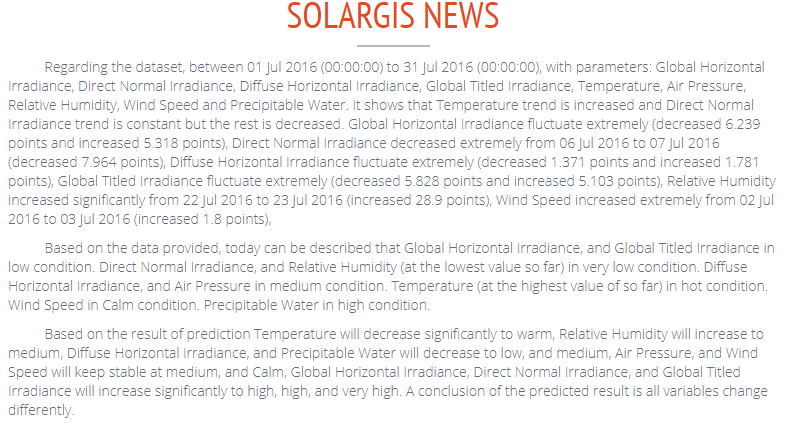 SOLARGIS NEWS
Regarding the dataset, between 01 Jul 2016 (00:00:00) to 31 Jul 2016 (00:00:00), with parameters: Global Horizontal
Irradiance, Direct Normal Irradiance, Diffuse Horizontal Irradiance, Global Titled Irradiance, Temperature, Air Pressure,
Relative Humidity, Wind Speed and Precipitable Water. It shows that Temperature trend is increased and Direct Normal
Irradiance trend is constant but the rest is decreased. Global Horizontal Irradiance fluctuate extremely (decreased 6.239
points and increased 5.318 points), Direct Normal Irradiance decreased extremely from 06 Jul 2016 to 07 Jul 2016
(decreased 7.964 points), Diffuse Horizontal Irradiance fluctuate extremely (decreased 1.371 points and increased 1.781
points), Global Titled Irradiance fluctuate extremely (decreased 5.828 points and increased 5.103 points), Relative Humidity
increased significantly from 22 Jul 2016 to 23 Jul 2016 (increased 28.9 points), Wind Speed increased extremely from 02 Jul
2016 to 03 Jul 2016 (increased 1.8 points),
Based on the data provided, today can be described that Global Horizontal Irradiance, and Global Titled Irradiance in
low condition. Direct Normal Irradiance, and Relative Humidity (at the lowest value so far) in very low condition. Diffuse
Horizontal Irradiance, and Air Pressure in medium condition. Temperature (at the highest value of so far) in hot condition.
Wind Speed in Calm condition. Precipitable Water in high condition.
Based on the result of prediction Temperature will decrease significantly to warm, Relative Humidity will increase to
medium, Diffuse Horizontal Irradiance, and Precipitable Water will decrease to low, and medium, Air Pressure, and Wind
Speed will keep stable at medium, and Calm, Global Horizontal Irradiance, Direct Normal Irradiance, and Global Titled
Irradiance will increase significantly to high, high, and very high. A conclusion of the predicted result is all variables change
differently.